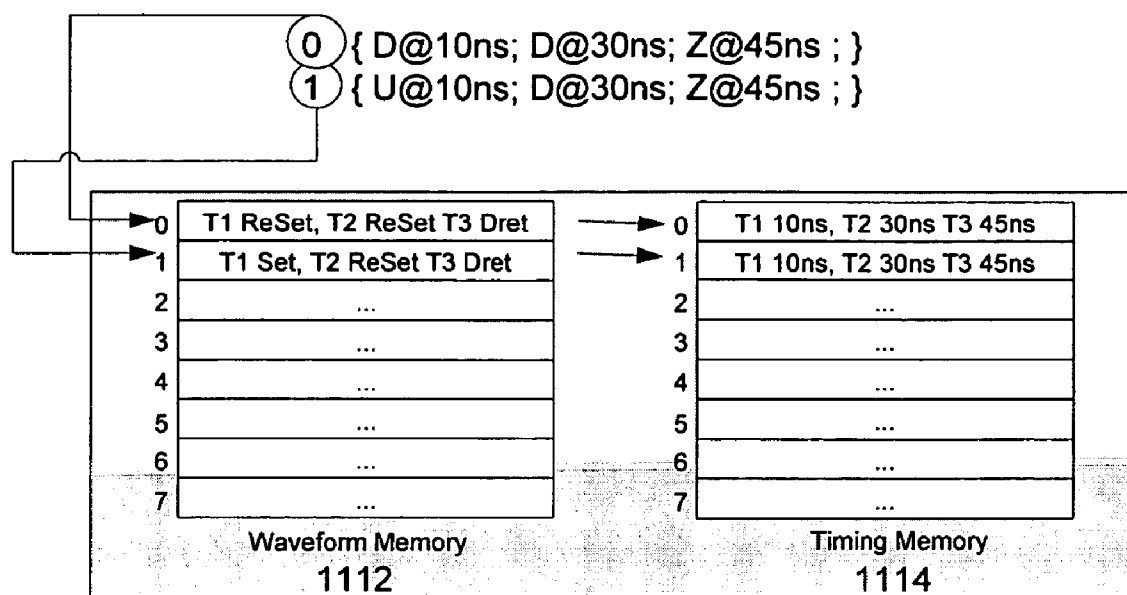 0 { D@10ns; D@30ns; Z@45ns ; }
1 { U@10ns; D@30ns; Z@45ns ; }
0 T1 ReSet, T2 ReSet T3 Dret 0 T1 10ns, T2 30ns T3 45ns
1 T1 Set, T2 ReSet T3 Dret 1 T1 10ns, T2 30ns T3 45ns
2 ... 2 ...
3 ... 3 ...
4 ... 4 ...
5 ... 5 ...
6 ... 6 ...
7 ... 7 ...
Waveform Memory Timing Memory
1112 1114